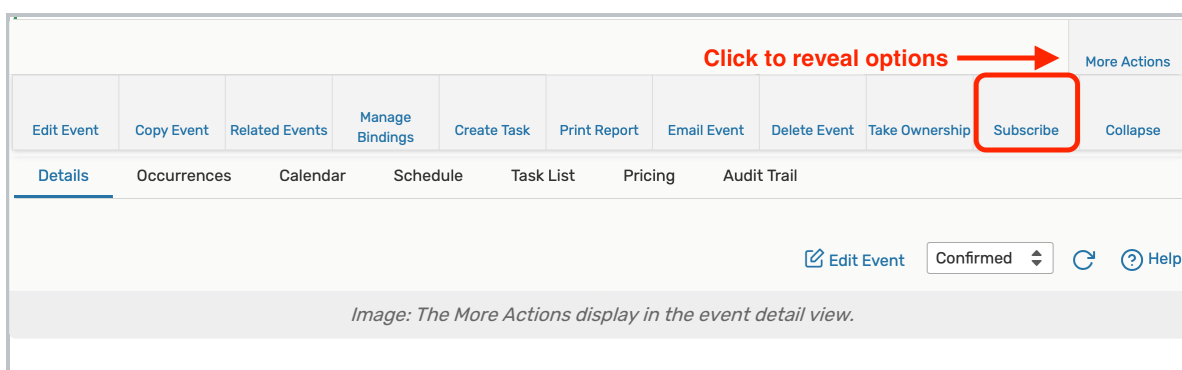 Click to reveal options
More Actions
Edit Event
Copy Event
Related Events
Manage
Bindings
Create Task
Print Report
Email Event
Delete Event
Take Ownership
Subscribe
Collapse
Details
Occurrences
Calendar
Schedule
Task List
Pricing
Audit Trail
Edit Event
Confirmed
Help
Image: The More Actions display in the event detail view.